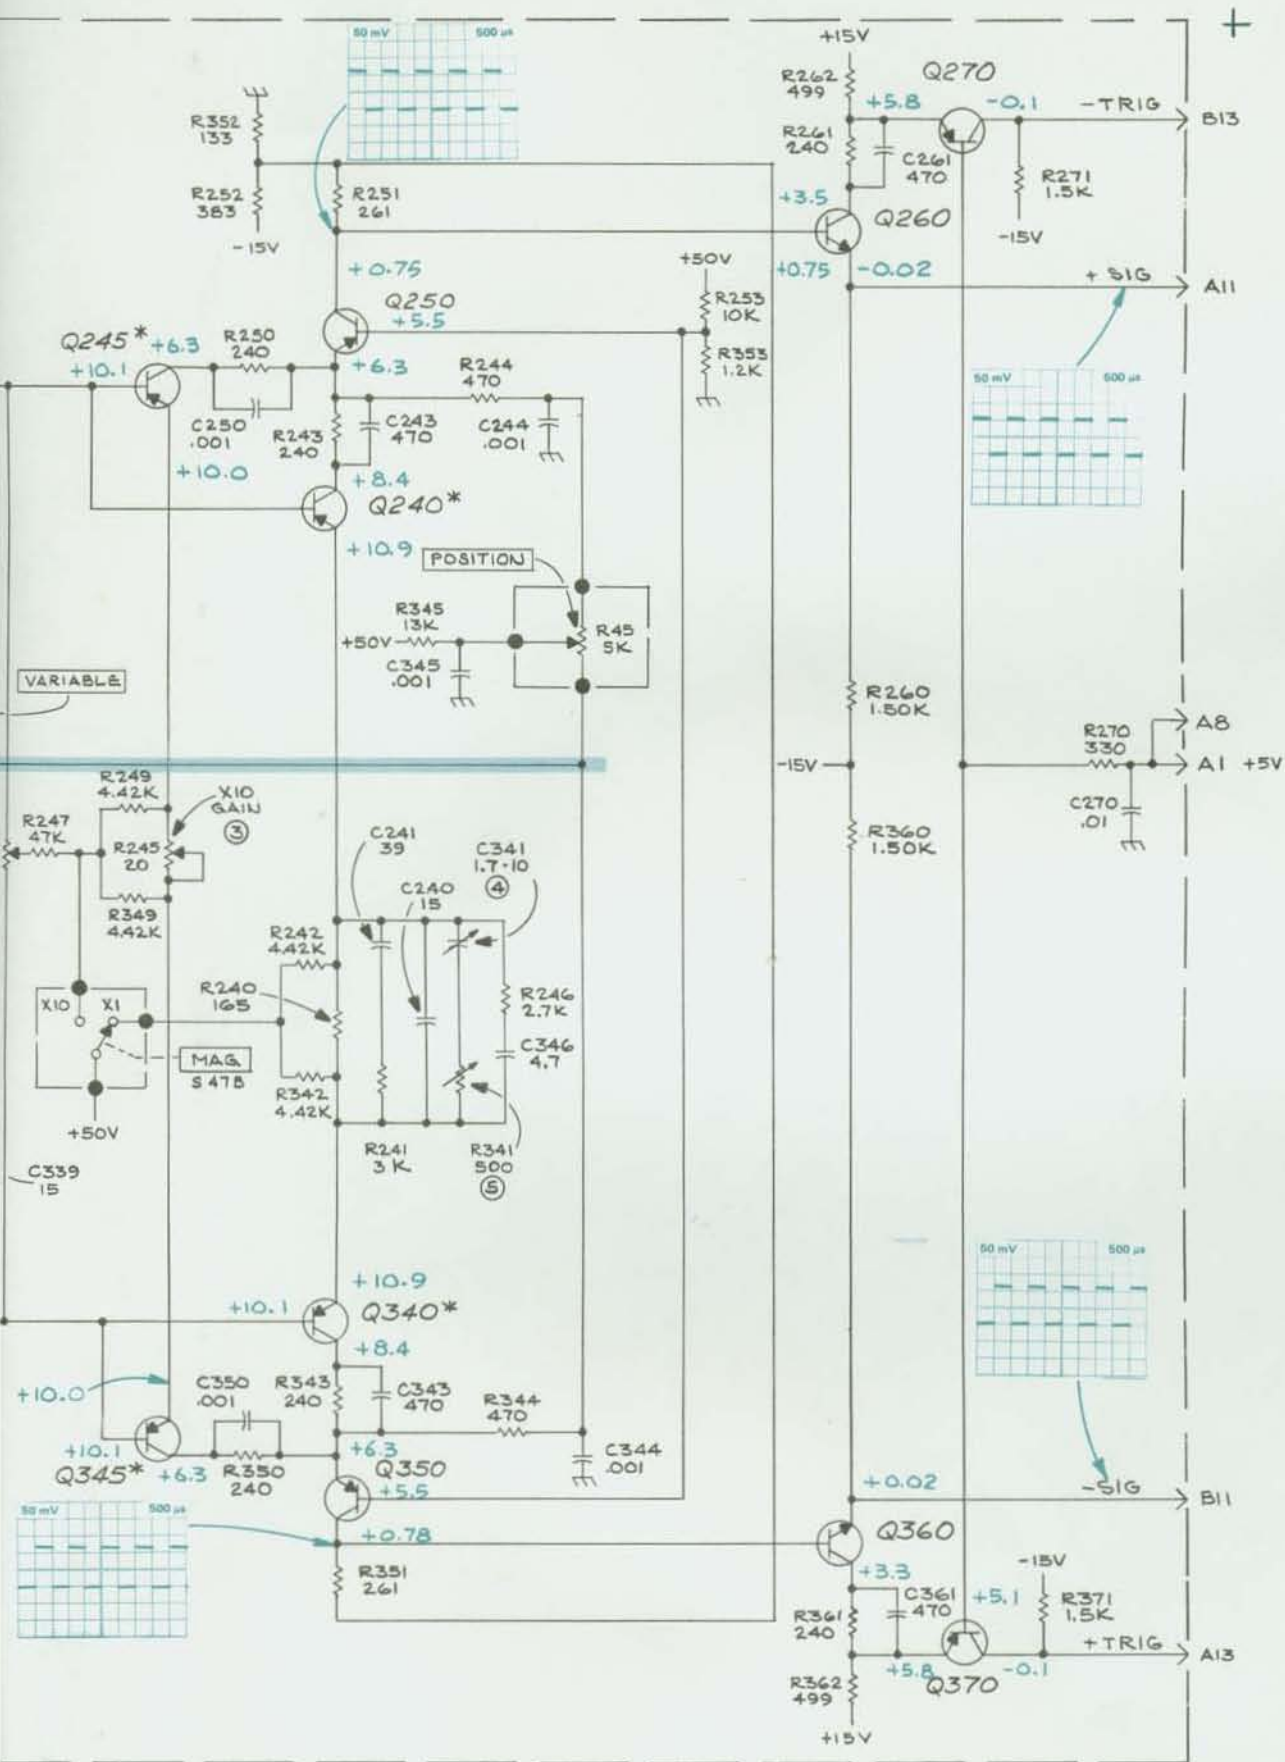 50 mV 500 µs
+15V
R262
499
Q270
+
R352
133
+5.8
-0.1
-TRIG
B13
R261
240
C261
470
R271
1.5K
-15V
R252
383
-15V
R251
261
+3.5
Q260
+0.75
+50V
+0.75
-0.02
+ SIG
A11
Q245*
+6.3
R250
240
Q250
+5.5
R253
10K
+10.1
+6.3
R244
470
R353
1.2K
50 mV 500 µs
C250
.001
R243
240
C243
470
C244
.001
+10.0
+8.4
Q240*
+10.9
POSITION
R345
13K
+50V
R45
5K
C345
.001
VARIABLE
R260
1.50K
A8
R270
330
-15V
A1 +5V
R249
4.42K
X10
GAIN
3
R247
47K
R245
20
C241
39
C341
1.7-10
4
C270
.01
R360
1.50K
R349
4.42K
C240
15
R242
4.42K
R240
165
X10 X1
R246
2.7K
MAG
S47B
C346
4.7
R342
4.42K
+50V
R241
3K
R341
500
5
C339
15
50 mV 500 µs
+10.9
+10.1
Q340*
+8.4
+10.0
C350
.001
R343
240
C343
470
R344
470
+10.1
Q345*
+6.3
R350
240
+6.3
Q350
+5.5
C344
.001
+0.02
-SIG
B11
50 mV 500 µs
+0.78
Q360
-15V
R351
261
+3.3
C361
470
+5.1
R371
1.5K
R361
240
+TRIG
A13
+5.8
Q370
-0.1
R362
499
+15V